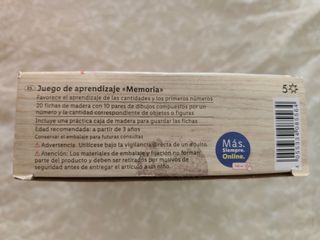 ES
Juego de aprendizaje «Memoria»
Favorece el aprendizaje de las cantidades y los primeros números
20 fichas de madera con 10 pares de dibujos compuestos por un
número y la cantidad correspondiente de objetos o figuras
Incluye una práctica caja de madera para guardar las fichas
Edad recomendada: a partir de 3 años
Conservar el embalaje para futuras consultas
Advertencia. Utilícese bajo la vigilancia directa de un adulto.
Atención: Los materiales de embalaje y fijación no forman
parte del producto y deben ser retirados por motivos de
seguridad antes de entregar el artículo a un niño.
Más.
Siempre.
Online.
5